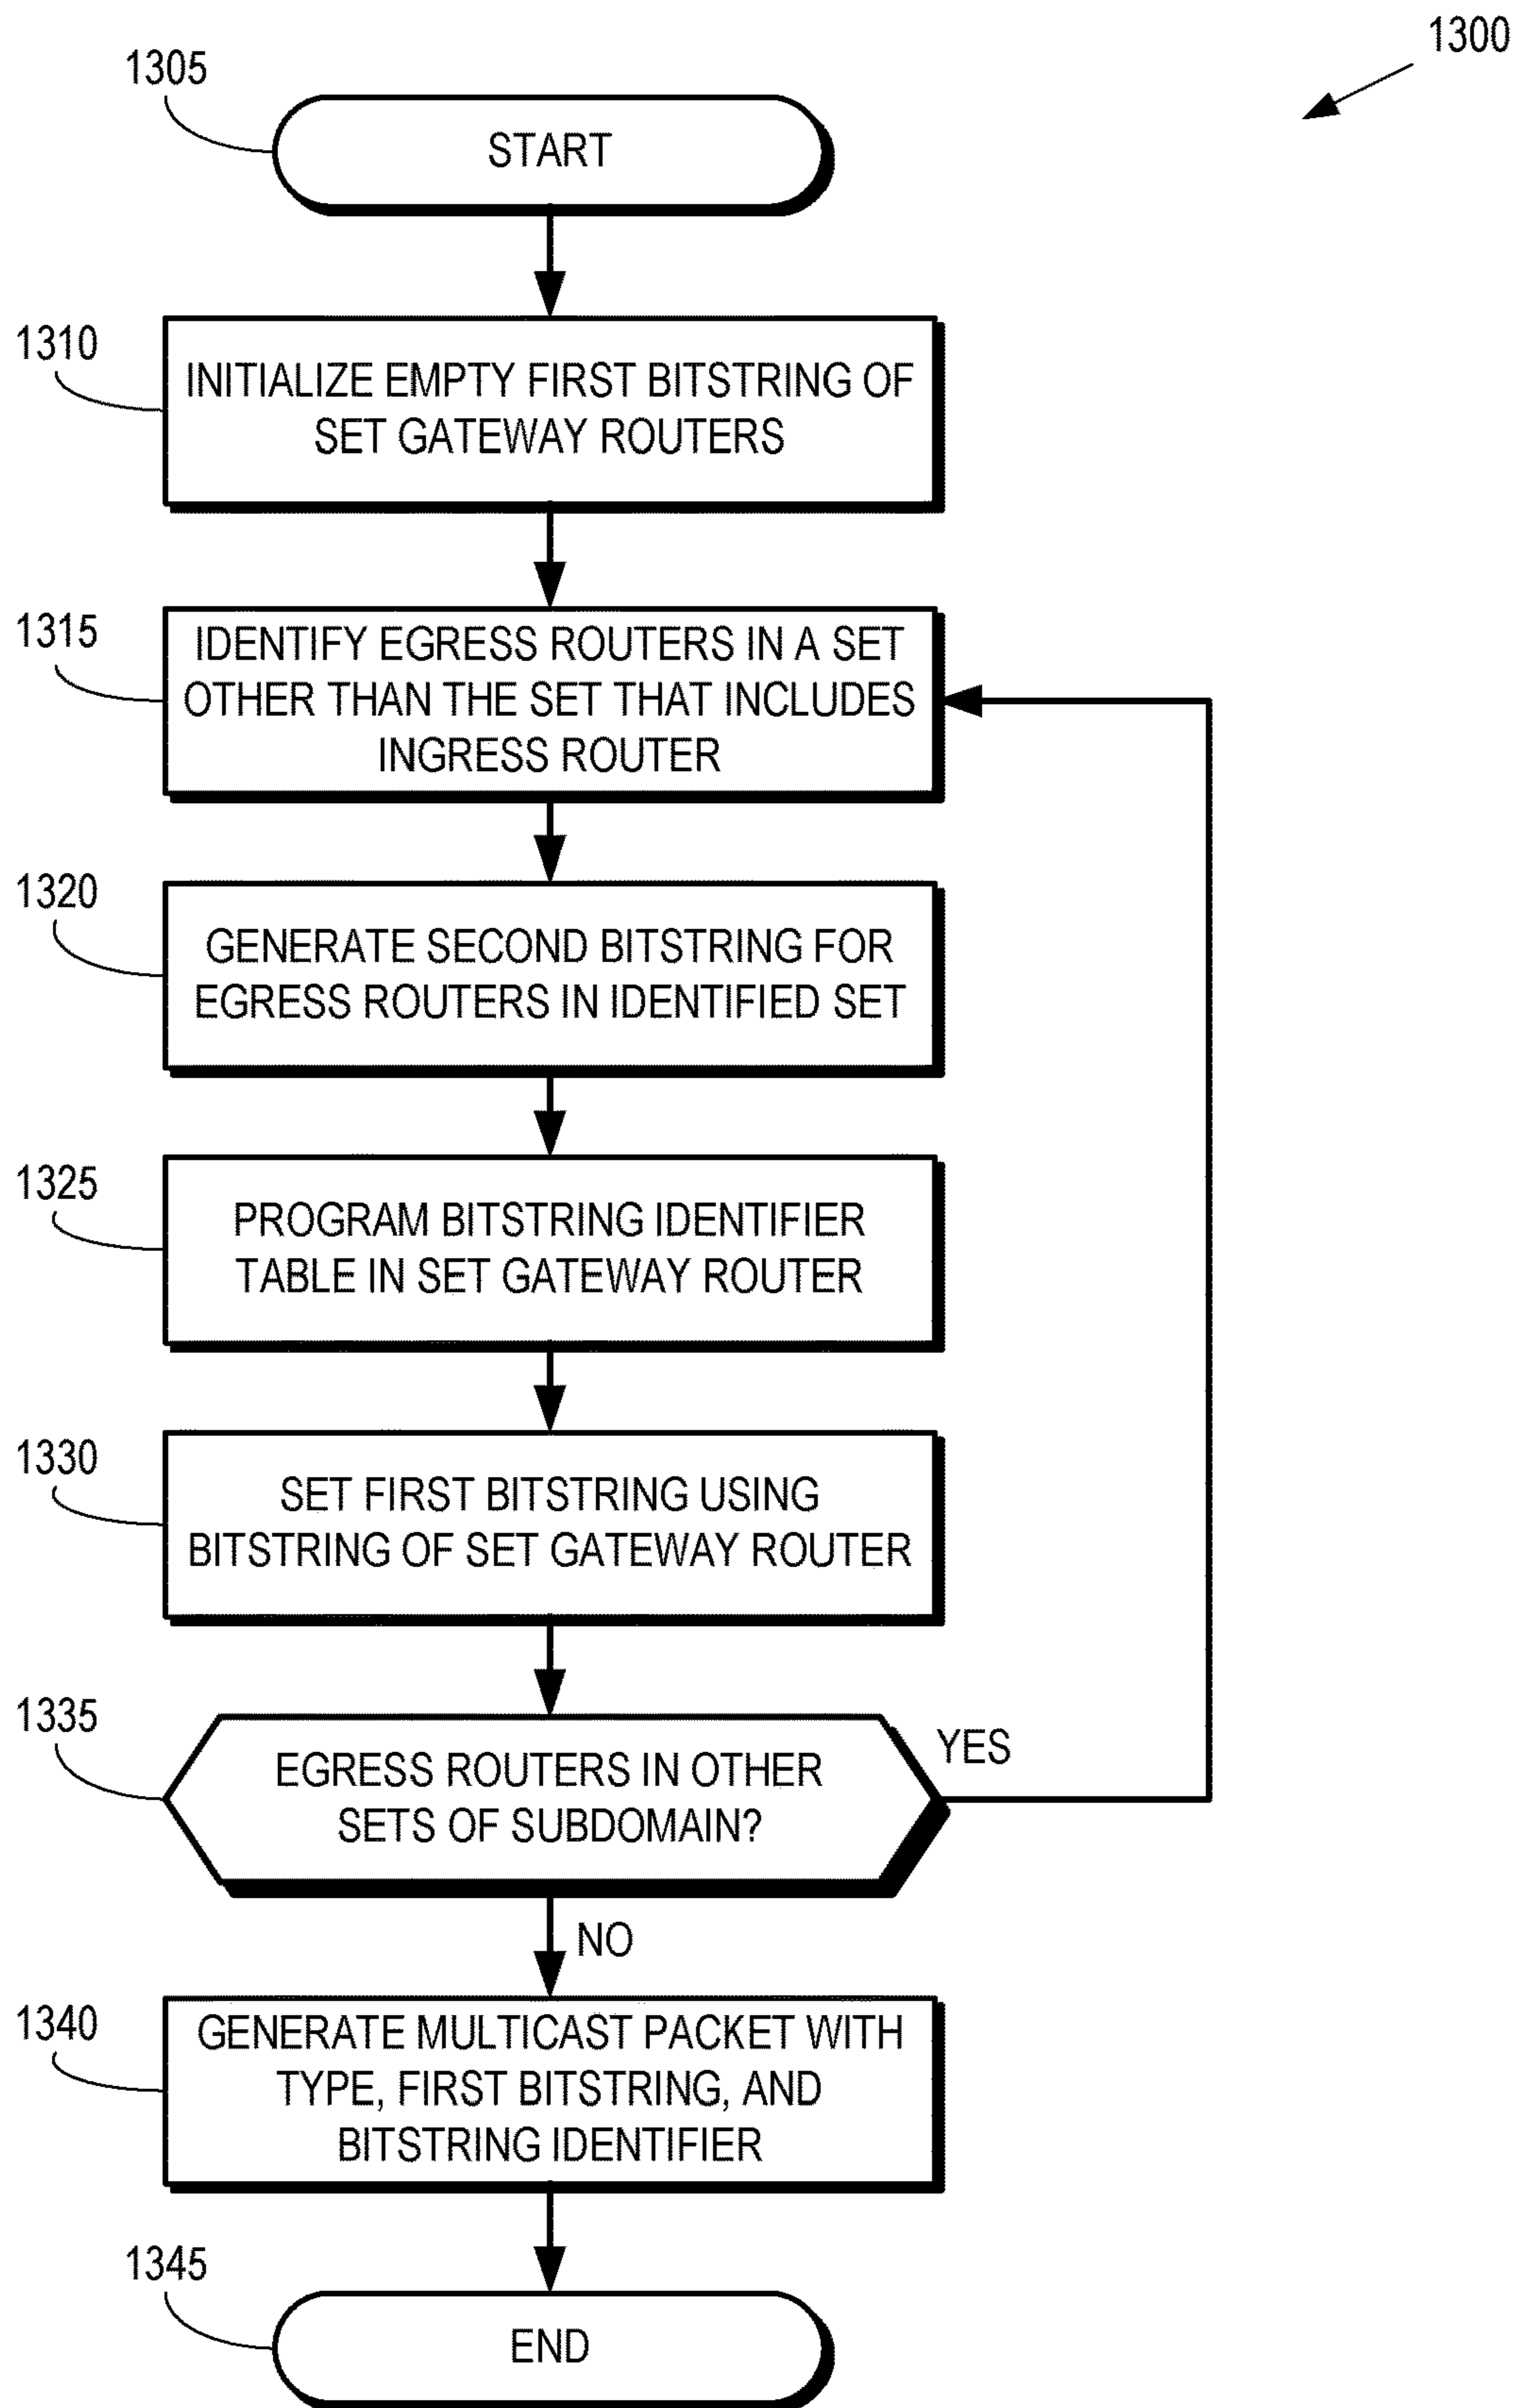 1300
1305
START
1310
INITIALIZE EMPTY FIRST BITSTRING OF
SET GATEWAY ROUTERS
1315
IDENTIFY EGRESS ROUTERS IN A SET
OTHER THAN THE SET THAT INCLUDES
INGRESS ROUTER
1320
GENERATE SECOND BITSTRING FOR
EGRESS ROUTERS IN IDENTIFIED SET
1325
PROGRAM BITSTRING IDENTIFIER
TABLE IN SET GATEWAY ROUTER
1330
SET FIRST BITSTRING USING
BITSTRING OF SET GATEWAY ROUTER
1335
EGRESS ROUTERS IN OTHER
SETS OF SUBDOMAIN?
YES
NO
1340
GENERATE MULTICAST PACKET WITH
TYPE, FIRST BITSTRING, AND
BITSTRING IDENTIFIER
1345
END